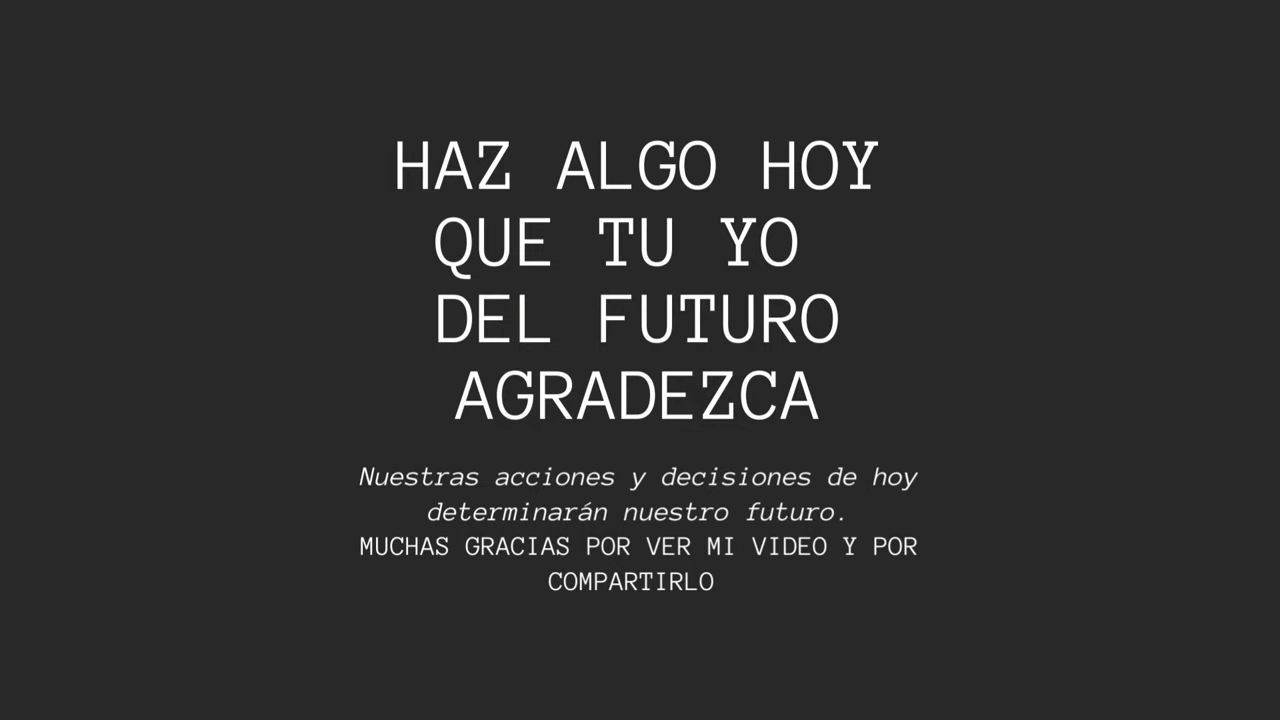 HAZ ALGO HOY
QUE TU YO
DEL FUTURO
AGRADEZCA
Nuestras acciones y decisiones de hoy
determinarán nuestro futuro.
MUCHAS GRACIAS POR VER MI VIDEO Y POR
COMPARTIRLO